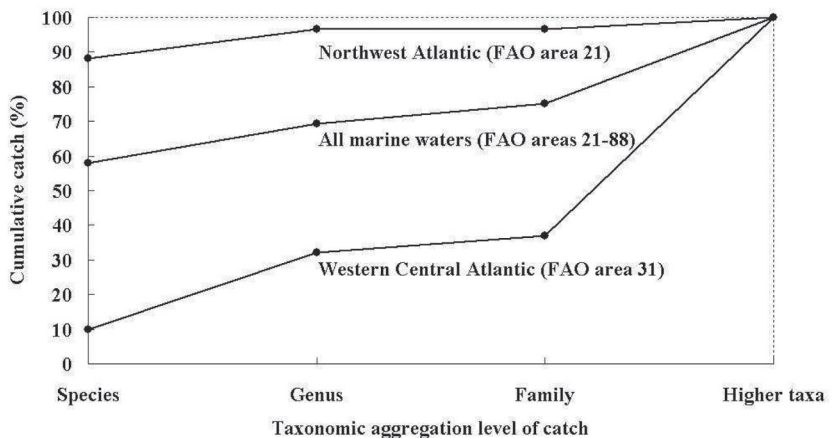 100
90
80
70
60
50
40
30
20
10
0
Cumulative catch (%)
Northwest Atlantic (FAO area 21)
All marine waters (FAO areas 21-88)
Western Central Atlantic (FAO area 31)
Species Genus Family Higher taxa
Taxonomic aggregation level of catch